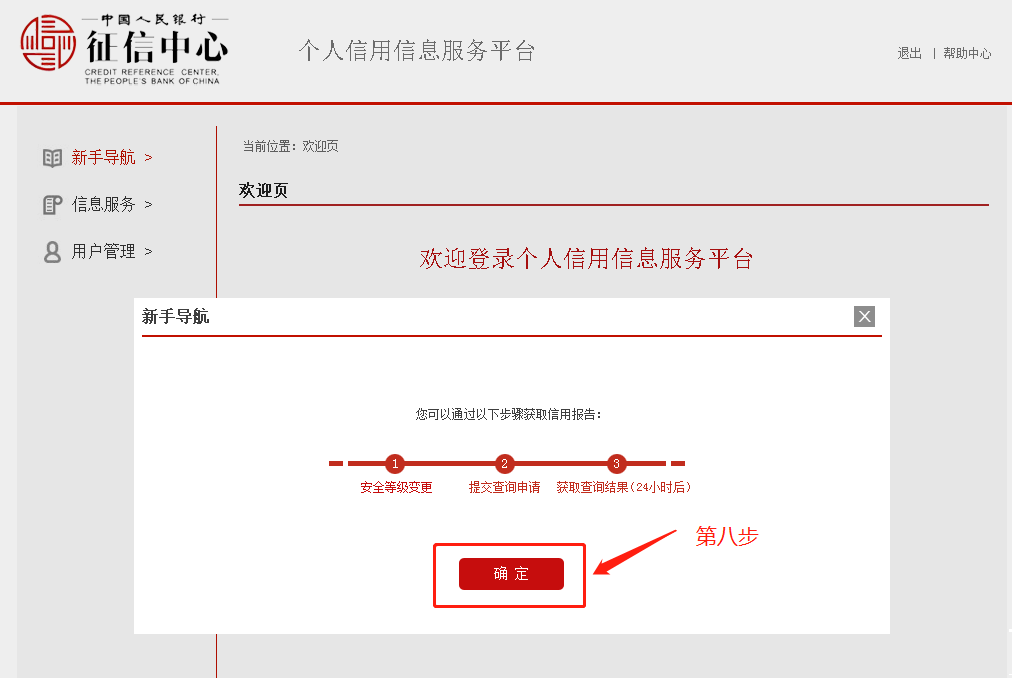 中国人民银行
征信中心
CREDIT REFERENCE CENTER,
THE PEOPLE'S BANK OF CHINA
个人信用信息服务平台
退出 | 帮助中心
新手导航 >
信息服务 >
用户管理 >
当前位置：欢迎页
欢迎页
欢迎登录个人信用信息服务平台
新手导航
您可以通过以下步骤获取信用报告：
1 2 3
安全等级变更 提交查询申请 获取查询结果(24小时后)
第八步
确 定